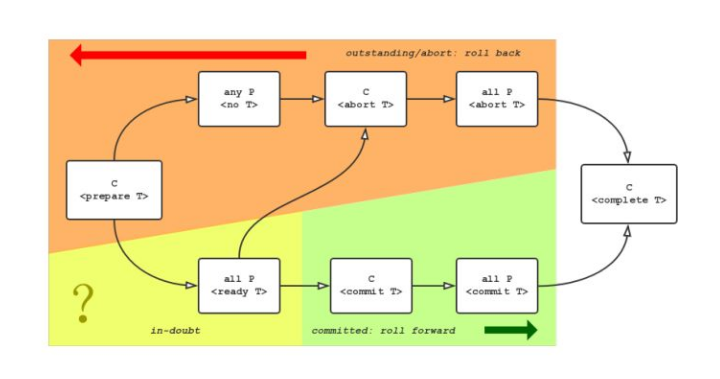 outstanding/abort: roll back
any P
<no T>
C
<abort T>
all P
<abort T>
C
<prepare T>
C
<complete T>
all P
<ready T>
C
<commit T>
all P
<commit T>
?
in-doubt
committed: roll forward